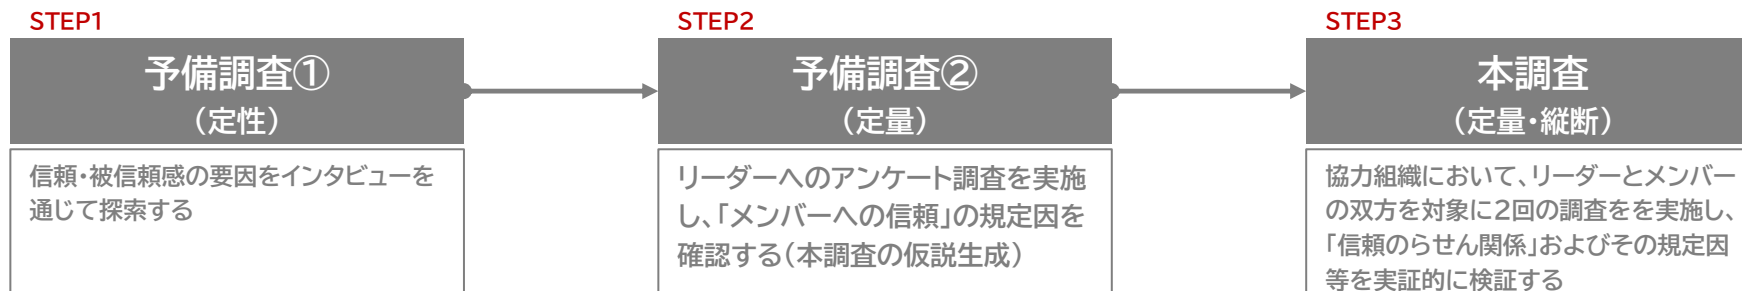 STEP1
予備調査①
（定性）
信頼・被信頼感の要因をインタビューを
通じて探索する
STEP2
予備調査②
（定量）
リーダーへのアンケート調査を実施
し、「メンバーへの信頼」の規定因を
確認する（本調査の仮説生成）
STEP3
本調査
（定量・縦断）
協力組織において、リーダーとメンバー
の双方を対象に2回の調査をを実施し、
「信頼のらせん関係」およびその規定因
等を実証的に検証する